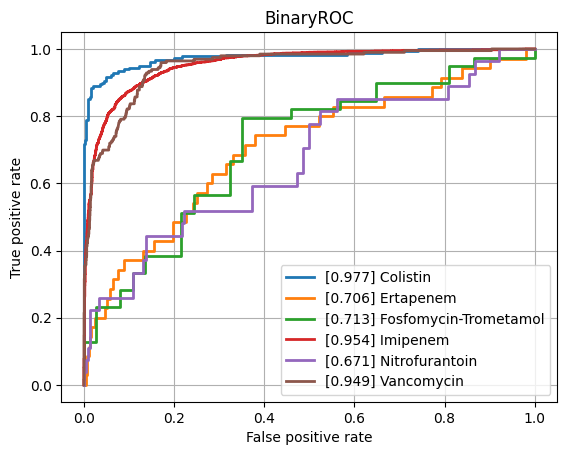 BinaryROC
True positive rate
1.0
0.8
0.6
0.4
0.2
0.0
[0.977] Colistin
[0.706] Ertapenem
[0.713] Fosfomycin-Trometamol
[0.954] Imipenem
[0.671] Nitrofurantoin
[0.949] Vancomycin
0.0 0.2 0.4 0.6 0.8 1.0
False positive rate